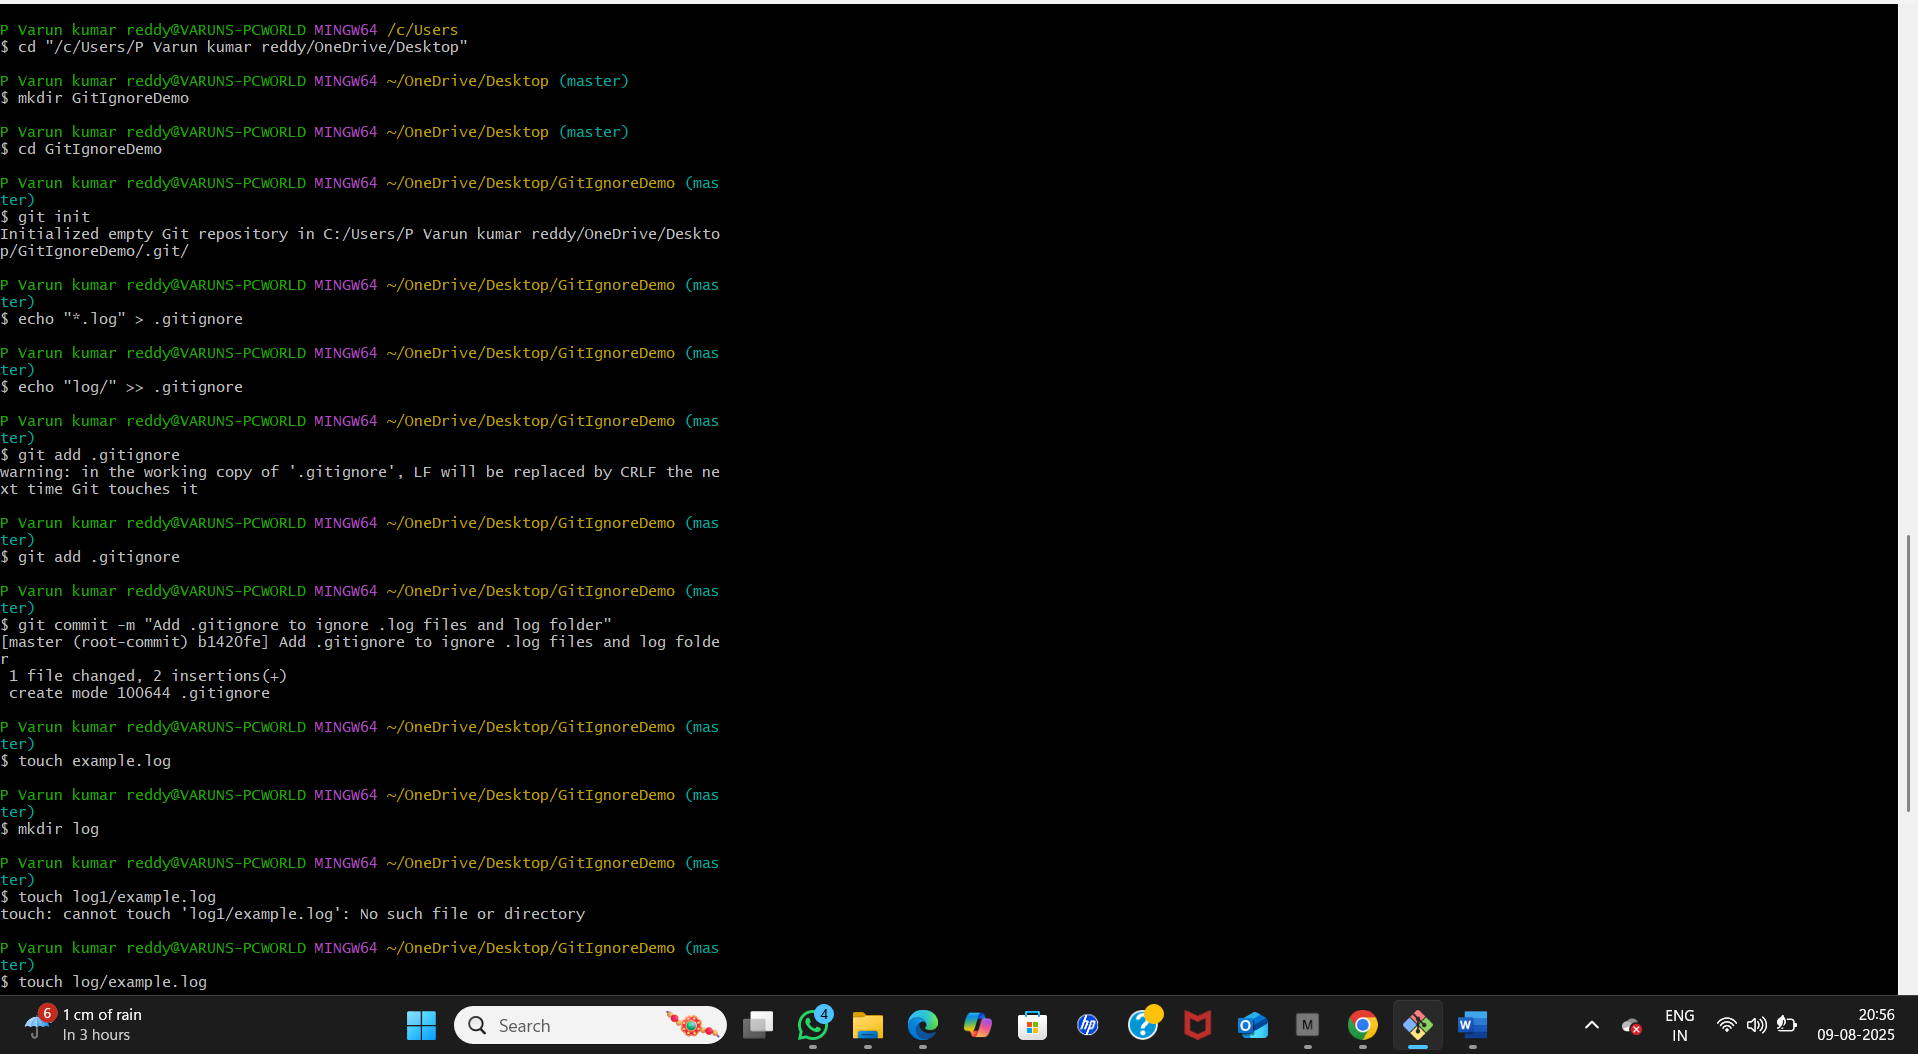 P Varun kumar reddy@VARUNS-PCWORLD MINGW64 /c/Users
$ cd "/c/Users/P Varun kumar reddy/OneDrive/Desktop"
P Varun kumar reddy@VARUNS-PCWORLD MINGW64 ~/OneDrive/Desktop (master)
$ mkdir GitIgnoreDemo
P Varun kumar reddy@VARUNS-PCWORLD MINGW64 ~/OneDrive/Desktop (master)
$ cd GitIgnoreDemo
P Varun kumar reddy@VARUNS-PCWORLD MINGW64 ~/OneDrive/Desktop/GitIgnoreDemo (mas
ter)
$ git init
Initialized empty Git repository in C:/Users/P Varun kumar reddy/OneDrive/Deskto
p/GitIgnoreDemo/.git/
P Varun kumar reddy@VARUNS-PCWORLD MINGW64 ~/OneDrive/Desktop/GitIgnoreDemo (mas
ter)
$ echo "*.log" > .gitignore
P Varun kumar reddy@VARUNS-PCWORLD MINGW64 ~/OneDrive/Desktop/GitIgnoreDemo (mas
ter)
$ echo "log/" >> .gitignore
P Varun kumar reddy@VARUNS-PCWORLD MINGW64 ~/OneDrive/Desktop/GitIgnoreDemo (mas
ter)
$ git add .gitignore
warning: in the working copy of '.gitignore', LF will be replaced by CRLF the ne
xt time Git touches it
P Varun kumar reddy@VARUNS-PCWORLD MINGW64 ~/OneDrive/Desktop/GitIgnoreDemo (mas
ter)
$ git add .gitignore
P Varun kumar reddy@VARUNS-PCWORLD MINGW64 ~/OneDrive/Desktop/GitIgnoreDemo (mas
ter)
$ git commit -m "Add .gitignore to ignore .log files and log folder"
[master (root-commit) b1420fe] Add .gitignore to ignore .log files and log folde
r
1 file changed, 2 insertions(+)
create mode 100644 .gitignore
P Varun kumar reddy@VARUNS-PCWORLD MINGW64 ~/OneDrive/Desktop/GitIgnoreDemo (mas
ter)
$ touch example.log
P Varun kumar reddy@VARUNS-PCWORLD MINGW64 ~/OneDrive/Desktop/GitIgnoreDemo (mas
ter)
$ mkdir log
P Varun kumar reddy@VARUNS-PCWORLD MINGW64 ~/OneDrive/Desktop/GitIgnoreDemo (mas
ter)
$ touch log1/example.log
touch: cannot touch 'log1/example.log': No such file or directory
P Varun kumar reddy@VARUNS-PCWORLD MINGW64 ~/OneDrive/Desktop/GitIgnoreDemo (mas
ter)
$ touch log/example.log
6
1 cm of rain
In 3 hours
Search
4
hp
?
O
M
W
ENG
IN
20:56
09-08-2025